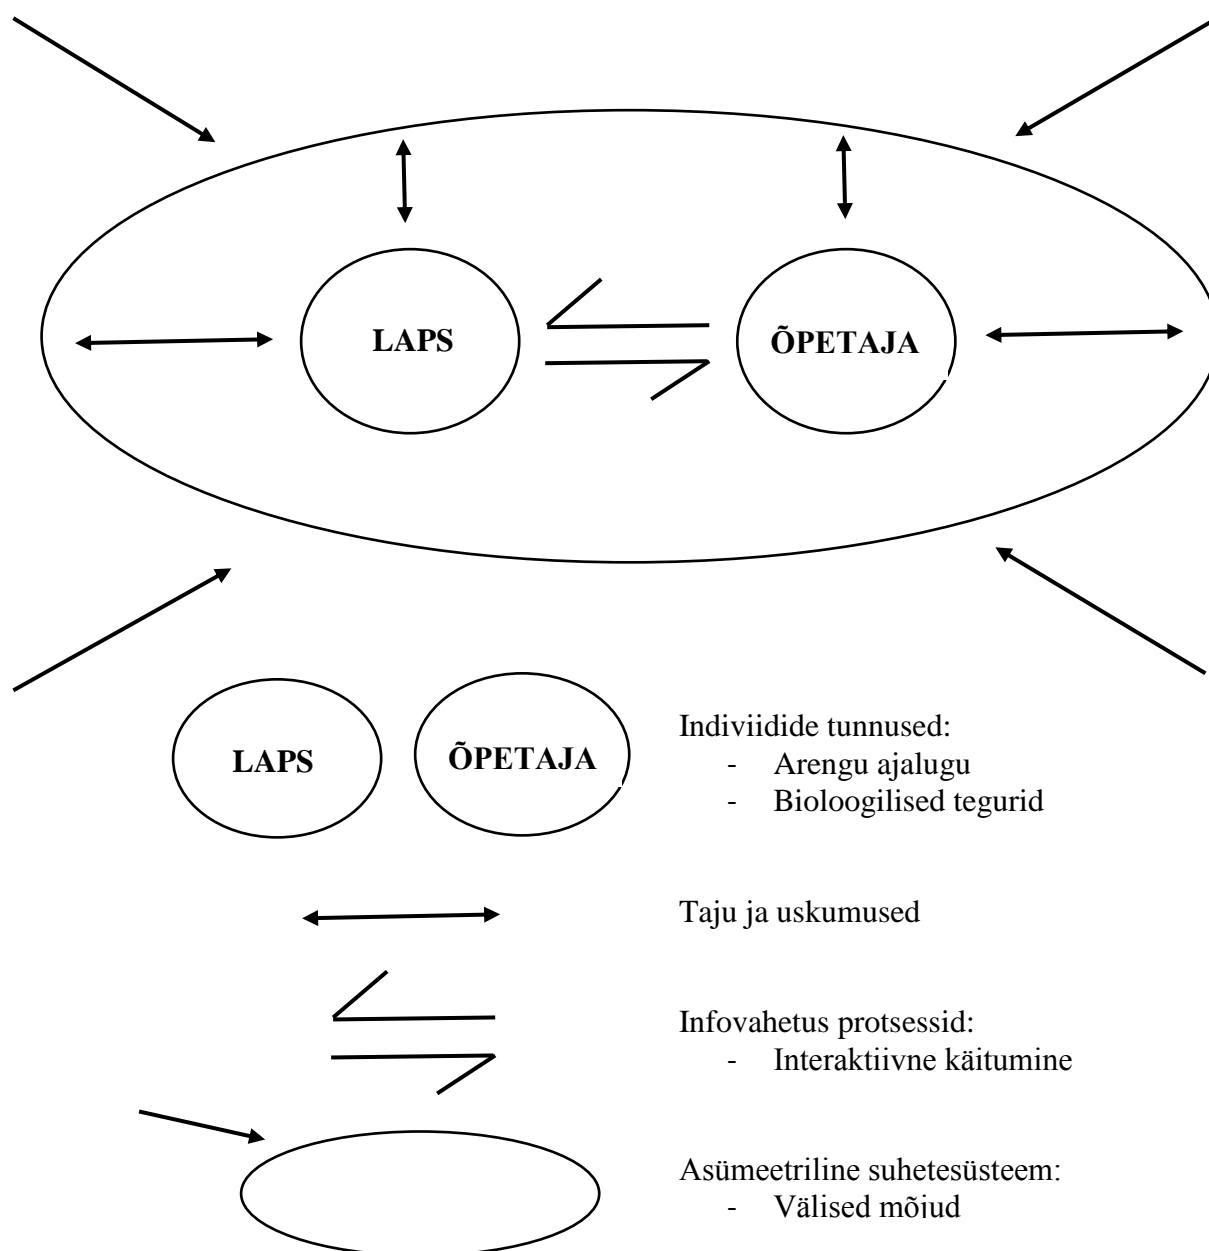 LAPS
ÕPETAJA
Indiviidide tunnused:
- Arengu ajalugu
LAPS
ÕPETAJA
- Bioloogilised tegurid
Taju ja uskumused
Infovahetus protsessid:
- Interaktiivne käitumine
Asümeetriline suhetesüsteem:
- Välised mõjud